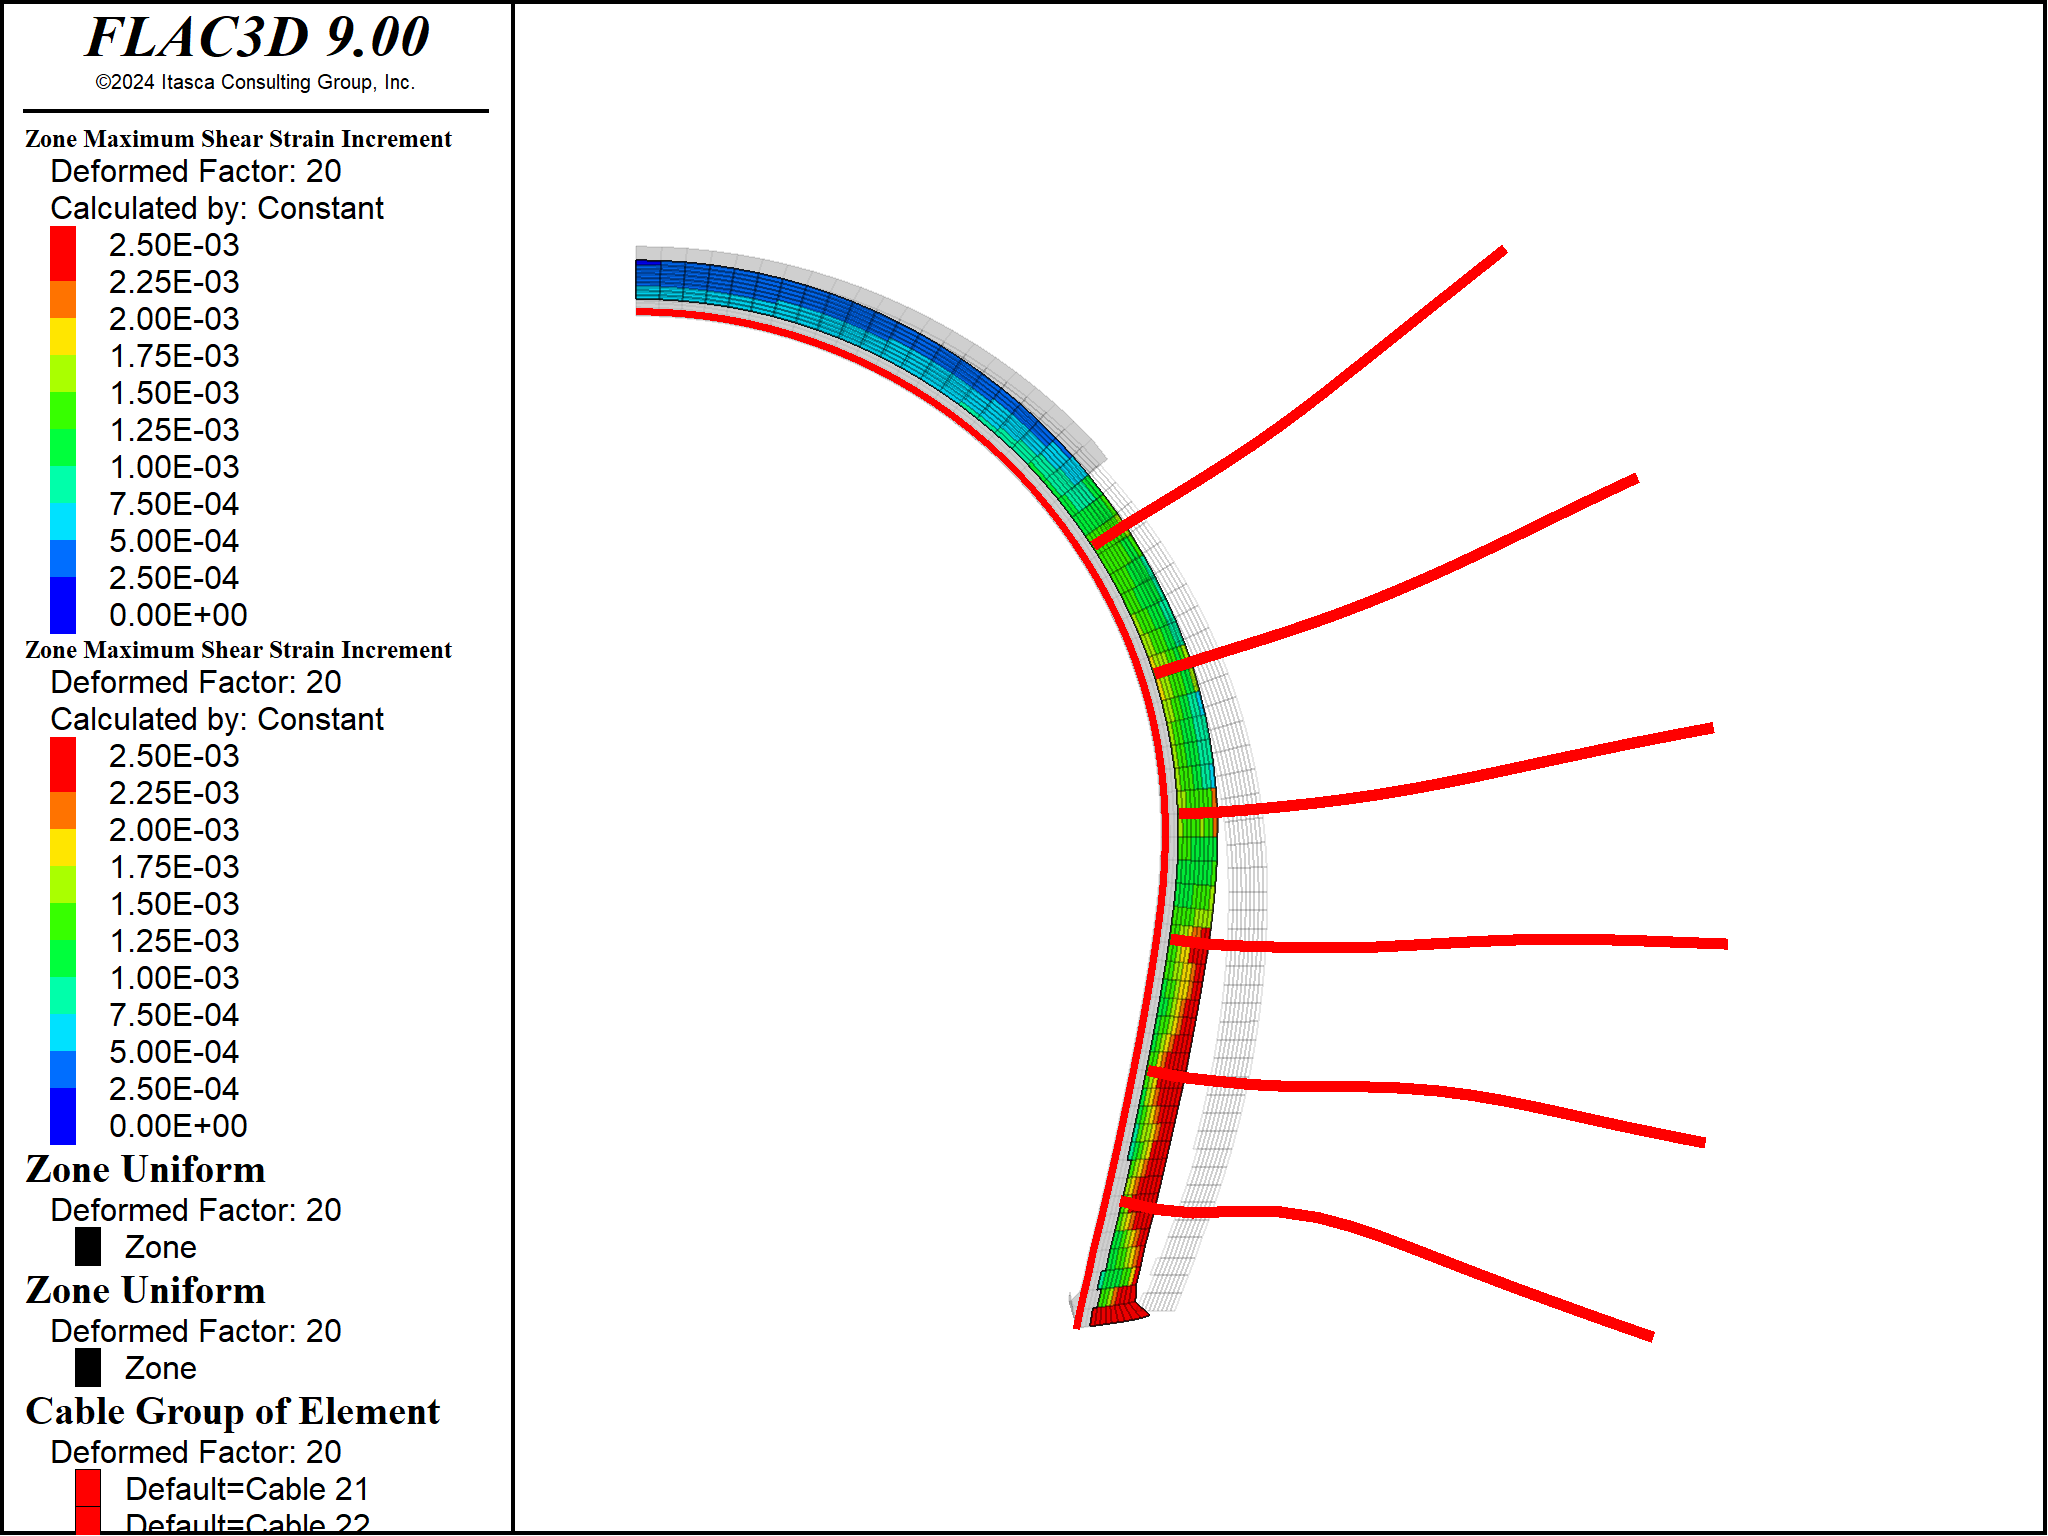 FLAC3D 9.00
©2024 Itasca Consulting Group, Inc.
Zone Maximum Shear Strain Increment
Deformed Factor: 20
Calculated by: Constant
2.50E-03
2.25E-03
2.00E-03
1.75E-03
1.50E-03
1.25E-03
1.00E-03
7.50E-04
5.00E-04
2.50E-04
0.00E+00
Zone Maximum Shear Strain Increment
Deformed Factor: 20
Calculated by: Constant
2.50E-03
2.25E-03
2.00E-03
1.75E-03
1.50E-03
1.25E-03
1.00E-03
7.50E-04
5.00E-04
2.50E-04
0.00E+00
Zone Uniform
Deformed Factor: 20
Zone
Zone Uniform
Deformed Factor: 20
Zone
Cable Group of Element
Deformed Factor: 20
Default=Cable 21
Default=Cable 22